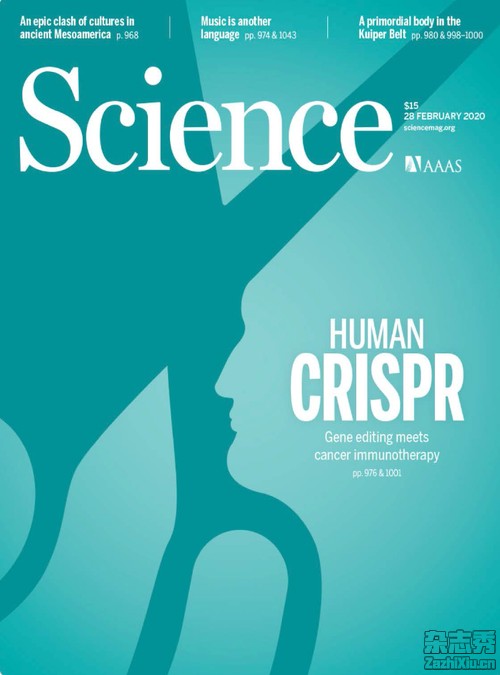 An epic clash of cultures in
ancient Mesoamerica p. 968
Music is another
language pp. 974 & 1043
A primordial body in the
Kuiper Belt pp. 980 & 998–1000
Science
$15
28 FEBRUARY 2020
sciencemag.org
AAAS
HUMAN
CRISPR
Gene editing meets
cancer immunotherapy
pp. 976 & 1001
杂志秀
ZazhiXiu.cn